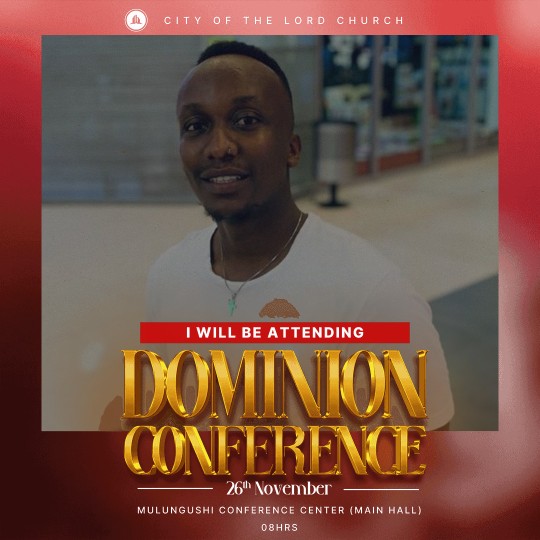 CITY OF THE LORD CHURCH
I WILL BE ATTENDING
DOMINION
CONFERENCE
26th November
MULUNGUSHI CONFERENCE CENTER (MAIN HALL)
08HRS